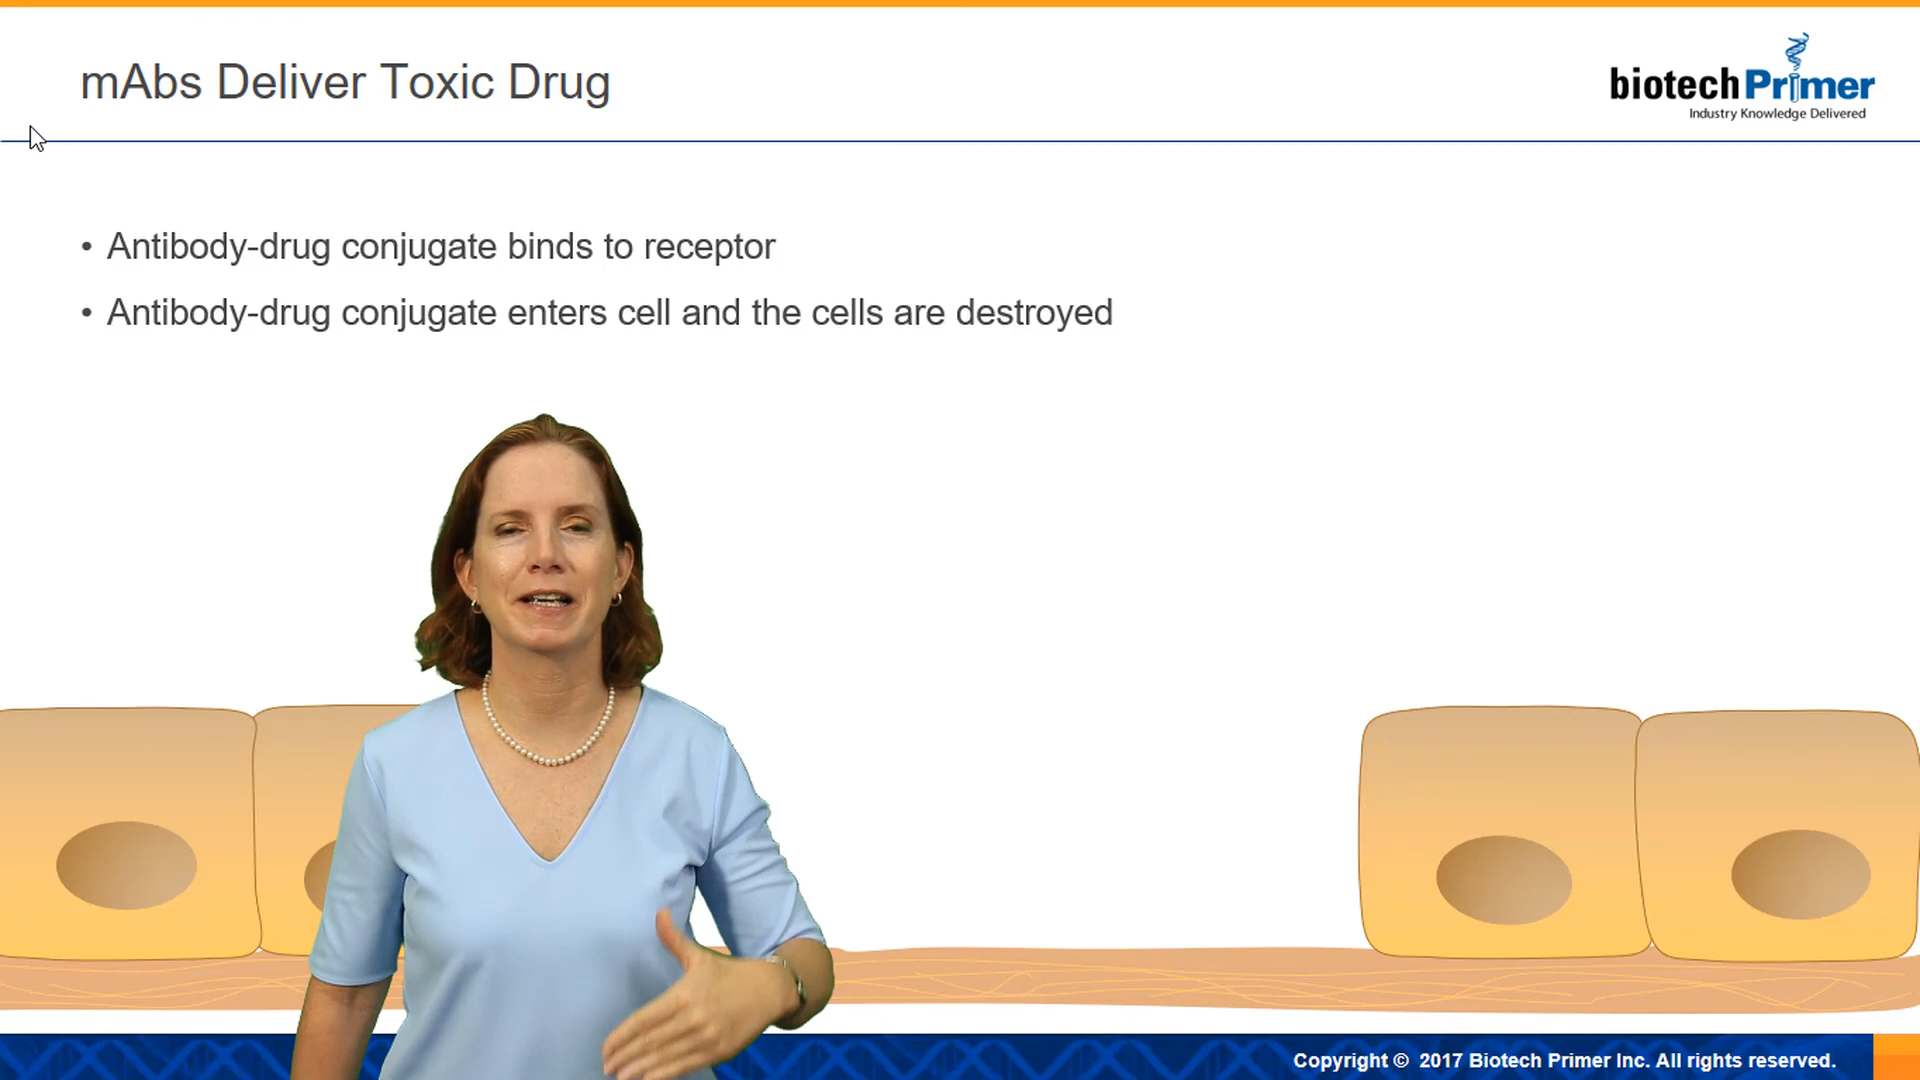 mAbs Deliver Toxic Drug
biotech Primer
Industry Knowledge Delivered
• Antibody-drug conjugate binds to receptor
• Antibody-drug conjugate enters cell and the cells are destroyed
Copyright © 2017 Biotech Primer Inc. All rights reserved.